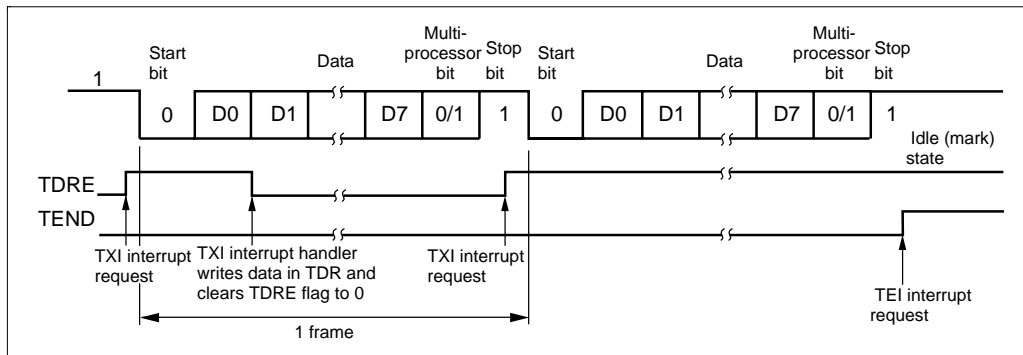 1
Start
bit
Data
Multi-
processor
bit
Stop
bit
Start
bit
Data
Multi-
processor
bit
Stop
bit
0 D0 D1 D7 0/1 1 0 D0 D1 D7 0/1 1
Idle (mark)
state
TDRE
TEND
TXI interrupt
request
TXI interrupt handler
writes data in TDR and
clears TDRE flag to 0
TXI interrupt
request
TEI interrupt
request
1 frame